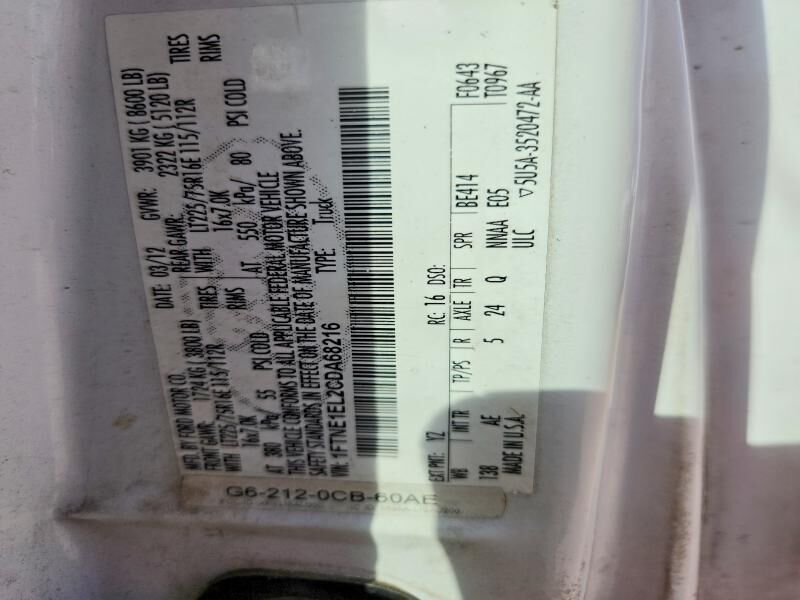 MFD. BY FORD MOTOR CO.
DATE: 03/12 GVWR: 3901 KG ( 8600 LB)
FRONT GAWR: 1724 KG ( 3800 LB) REAR GAWR: 2322 KG ( 5120 LB)
LT225/75R16E 115/112R TIRES WITH LT225/75R16E 115/112R TIRES
16x7.0K RIMS 16x7.0K RIMS
AT 380 kPa/ 55 PSI COLD AT 550 kPa/ 80 PSI COLD
THIS VEHICLE CONFORMS TO ALL APPLICABLE FEDERAL MOTOR VEHICLE
SAFETY STANDARDS IN EFFECT ON THE DATE OF MANUFACTURE SHOWN ABOVE.
VIN: 1FTNE1EL2CDA68216 TYPE: Truck
F0643
EXT PNT: YZ RC: 16 DSO: T0967
WB INT TR TP/PS R AXLE TR SPR BE414
138 AE 5 24 Q NNAA E05
MADE IN U.S.A. ULC
▽5U5A-3520472-AA
G6-212-0CB-60AE